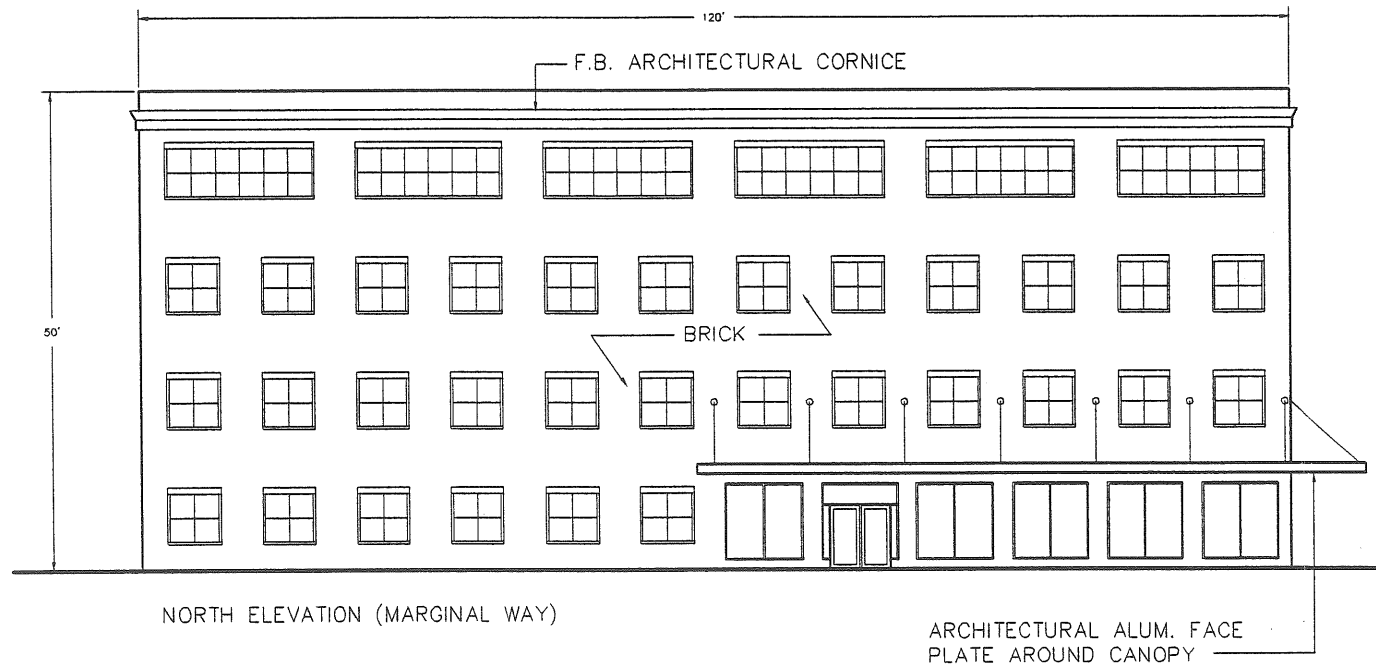 120'
F.B. ARCHITECTURAL CORNICE
50'
BRICK
NORTH ELEVATION (MARGINAL WAY)
ARCHITECTURAL ALUM. FACE
PLATE AROUND CANOPY